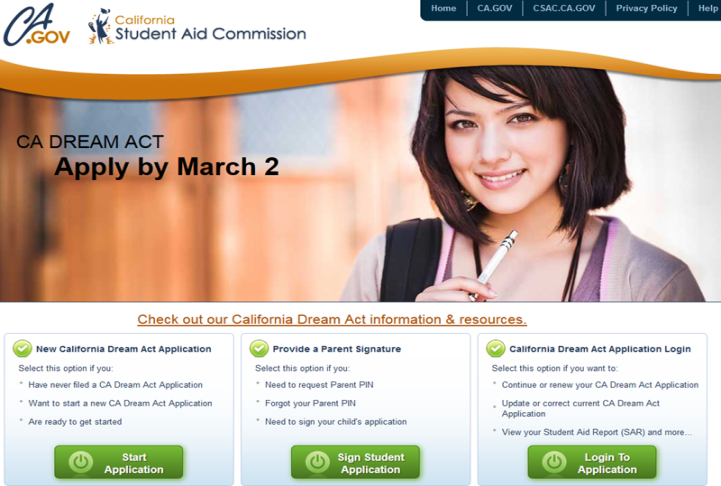 CA
.GOV
California
Student Aid Commission
Home CA.GOV CSAC.CA.GOV Privacy Policy Help
CA DREAM ACT
Apply by March 2
Check out our California Dream Act information & resources.
New California Dream Act Application
Select this option if you:
Have never filed a CA Dream Act Application
Want to start a new CA Dream Act Application
Are ready to get started
Start
Application
Provide a Parent Signature
Select this option if you:
Need to request Parent PIN
Forgot your Parent PIN
Need to sign your child's application
Sign Student
Application
California Dream Act Application Login
Select this option if you want to:
Continue or renew your CA Dream Act Application
Update or correct current CA Dream Act
Application
View your Student Aid Report (SAR) and more...
Login To
Application